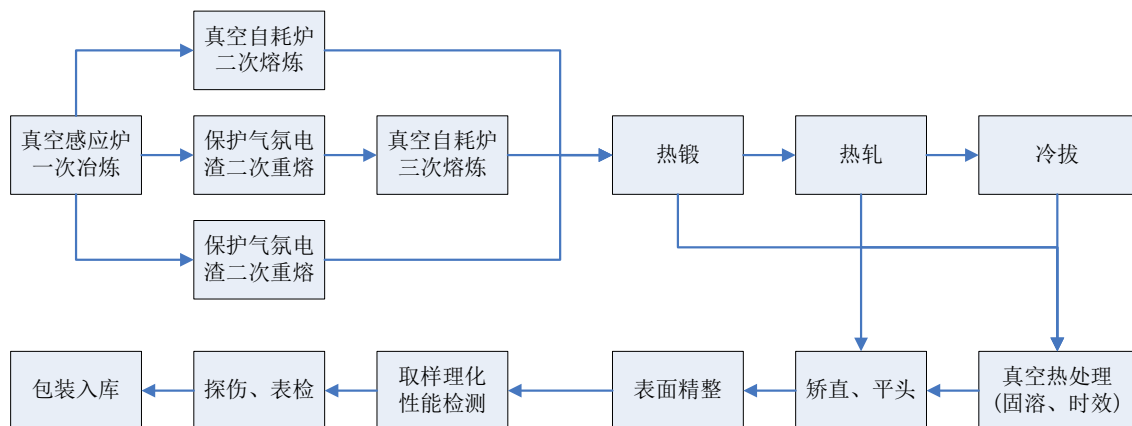 真空自耗炉
二次熔炼
真空感应炉
一次冶炼
保护气氛电
渣二次重熔
真空自耗炉
三次熔炼
热锻
热轧
冷拔
保护气氛电
渣二次重熔
包装入库
探伤、表检
取样理化
性能检测
表面精整
矫直、平头
真空热处理
(固溶、时效)